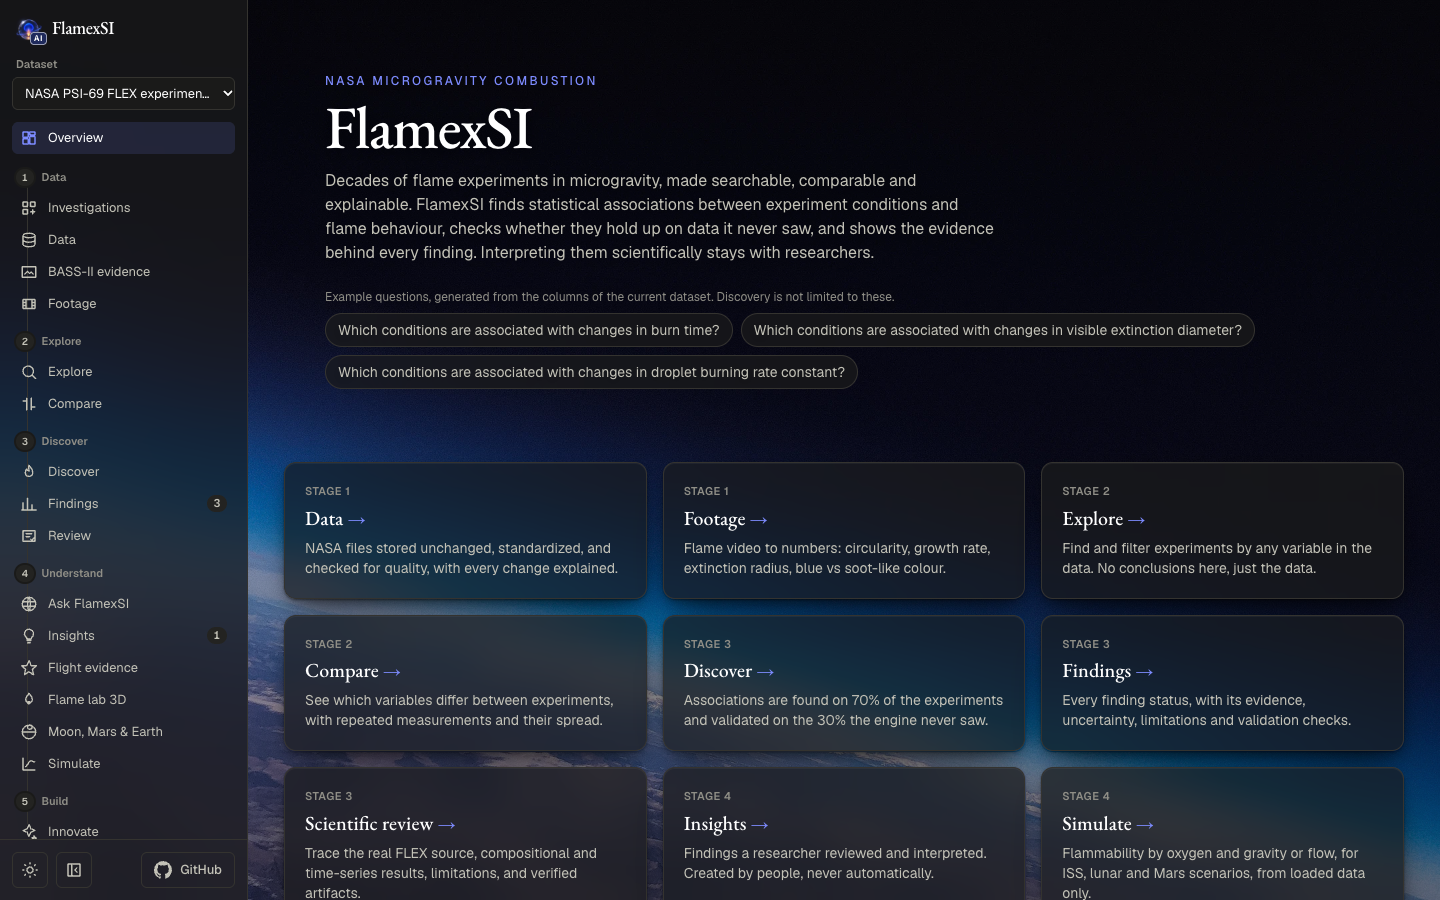 AI
FlamexSI
Dataset
NASA PSI-69 FLEX experimen...
Overview
1 Data
Investigations
Data
BASS-II evidence
Footage
2 Explore
Explore
Compare
3 Discover
Discover
Findings 3
Review
4 Understand
Ask FlamexSI
Insights 1
Flight evidence
Flame lab 3D
Moon, Mars & Earth
Simulate
5 Build
Innovate
GitHub
NASA MICROGRAVITY COMBUSTION
FlamexSI
Decades of flame experiments in microgravity, made searchable, comparable and
explainable. FlamexSI finds statistical associations between experiment conditions and
flame behaviour, checks whether they hold up on data it never saw, and shows the evidence
behind every finding. Interpreting them scientifically stays with researchers.
Example questions, generated from the columns of the current dataset. Discovery is not limited to these.
Which conditions are associated with changes in burn time?
Which conditions are associated with changes in visible extinction diameter?
Which conditions are associated with changes in droplet burning rate constant?
STAGE 1
Data →
NASA files stored unchanged, standardized, and
checked for quality, with every change explained.
STAGE 1
Footage →
Flame video to numbers: circularity, growth rate,
extinction radius, blue vs soot-like colour.
STAGE 2
Explore →
Find and filter experiments by any variable in the
data. No conclusions here, just the data.
STAGE 2
Compare →
See which variables differ between experiments,
with repeated measurements and their spread.
STAGE 3
Discover →
Associations are found on 70% of the experiments
and validated on the 30% the engine never saw.
STAGE 3
Findings →
Every finding status, with its evidence,
uncertainty, limitations and validation checks.
STAGE 3
Scientific review →
Trace the real FLEX source, compositional and
time-series results, limitations, and verified
artifacts.
STAGE 4
Insights →
Findings a researcher reviewed and interpreted.
Created by people, never automatically.
STAGE 4
Simulate →
Flammability by oxygen and gravity or flow, for
ISS, lunar and Mars scenarios, from loaded data
only.